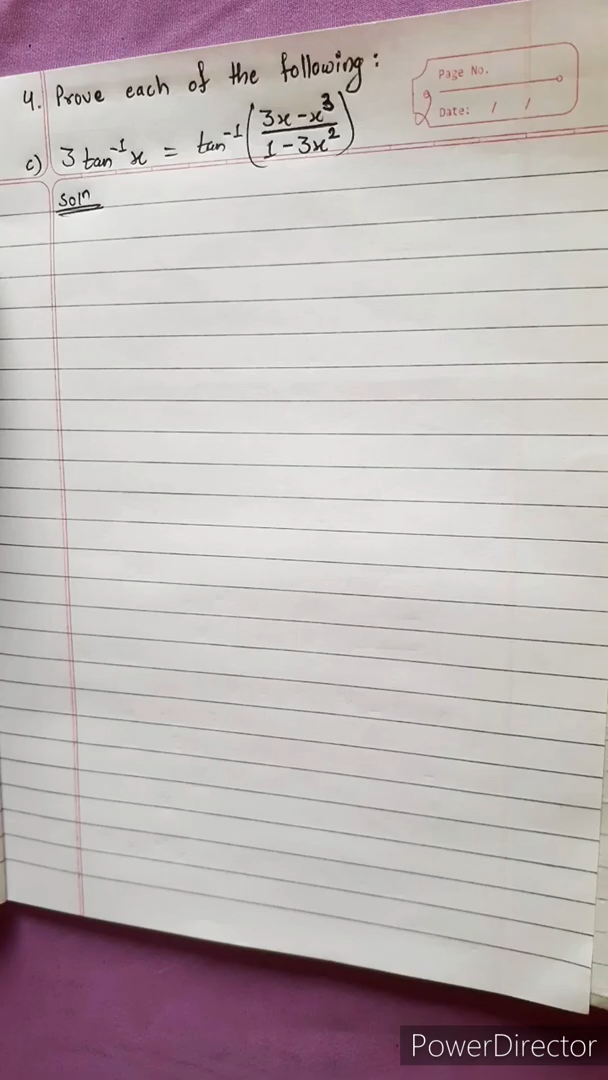 4. Prove each of the following:
Page No.
Date: / /
c) 3 tan⁻¹x = tan⁻¹((3x - x³)/(1 - 3x²))
Soln
PowerDirector